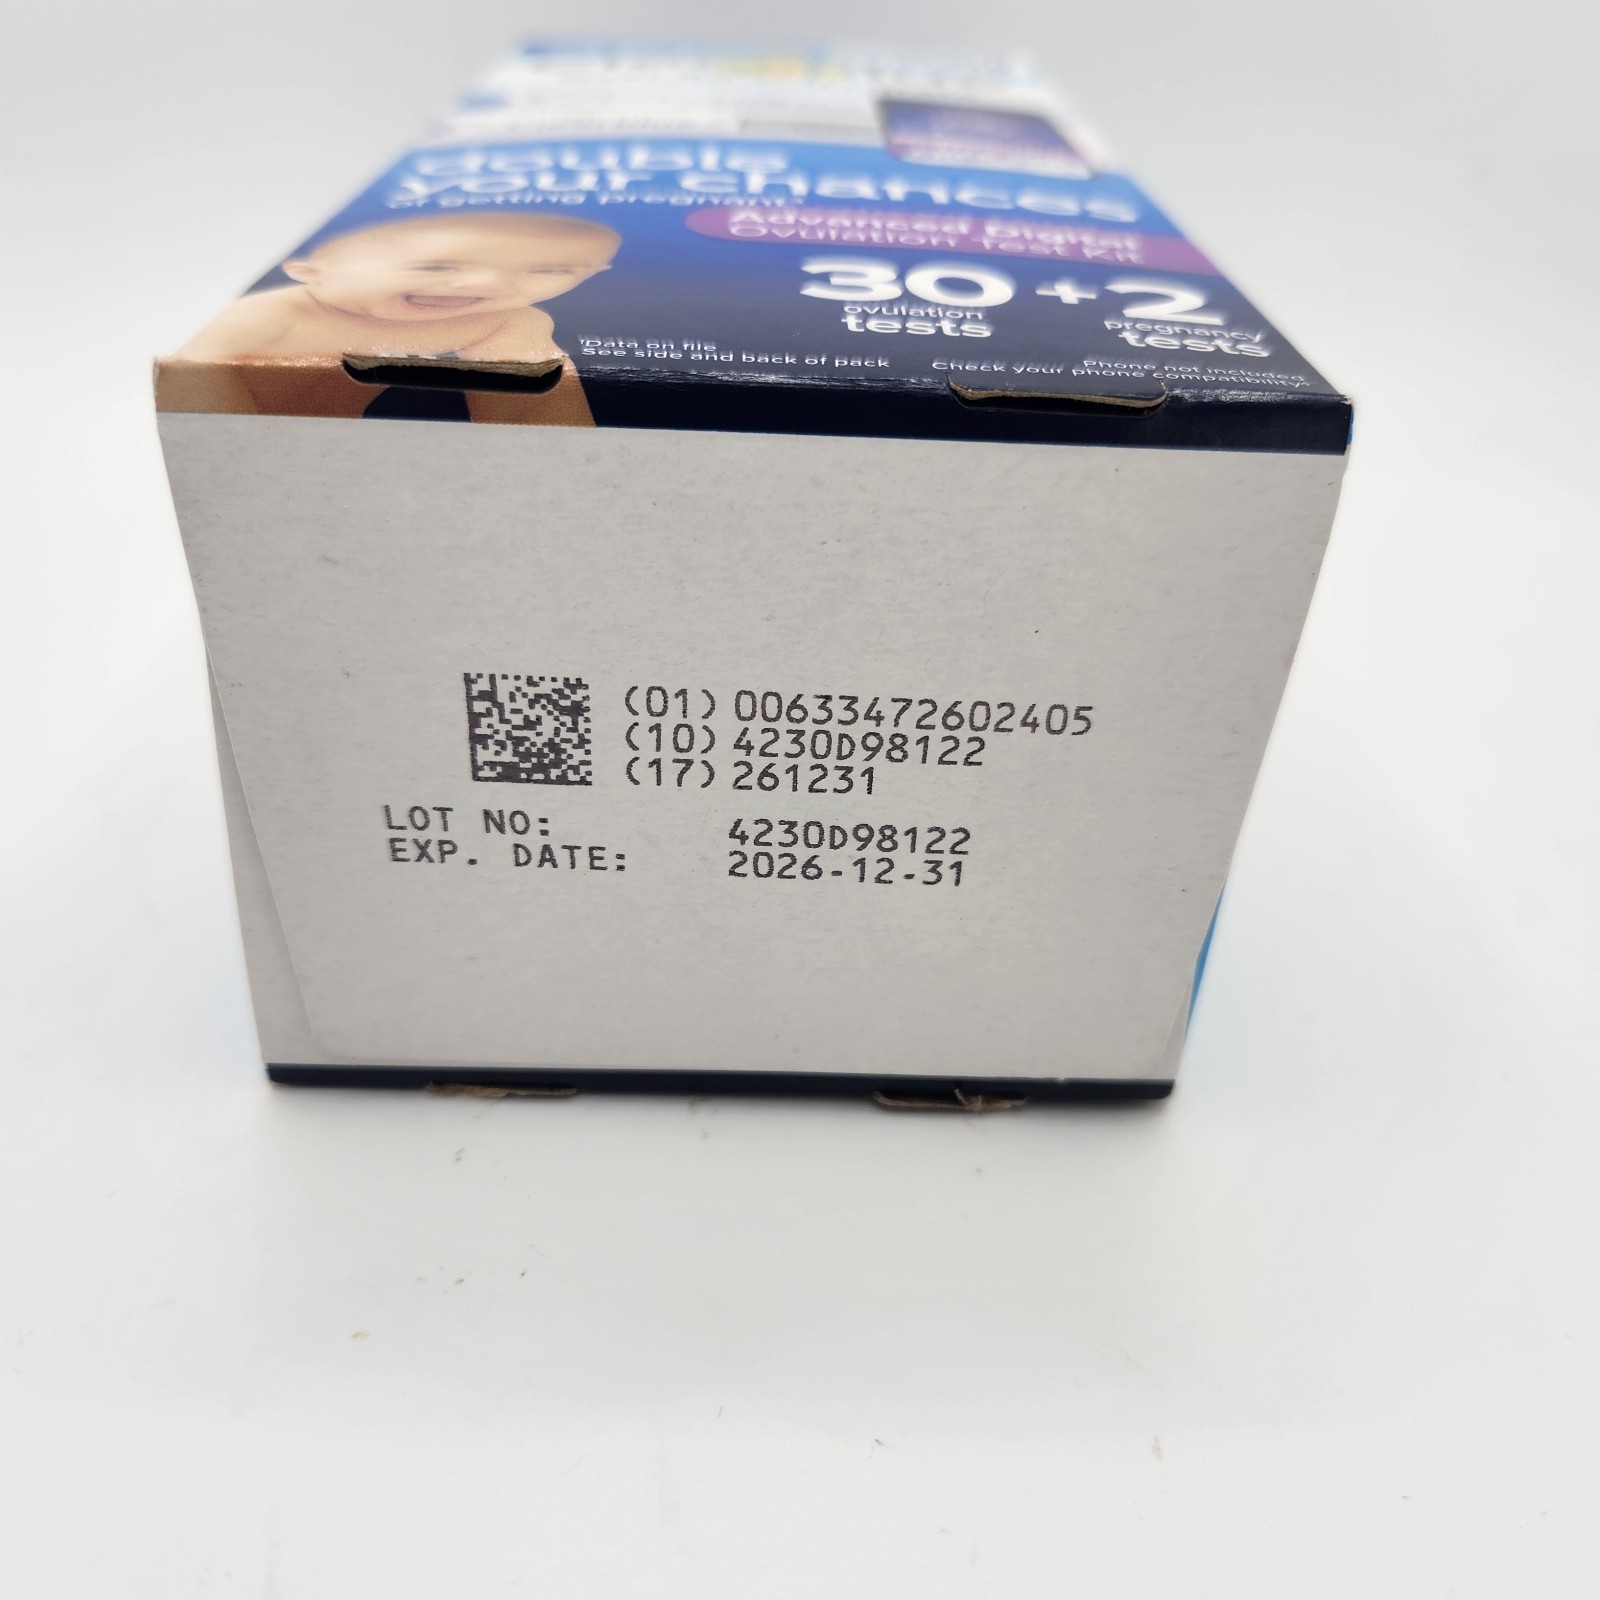 double
your chances
of getting pregnant¹
Advanced Digital
Ovulation Test Kit
30 + 2
ovulation
tests
pregnancy
tests
¹Data on file
See side and back of pack
Phone not included
Check your phone compatibility
(01) 00633472602405
(10) 4230D98122
(17) 261231
LOT NO: 4230D98122
EXP. DATE: 2026-12-31